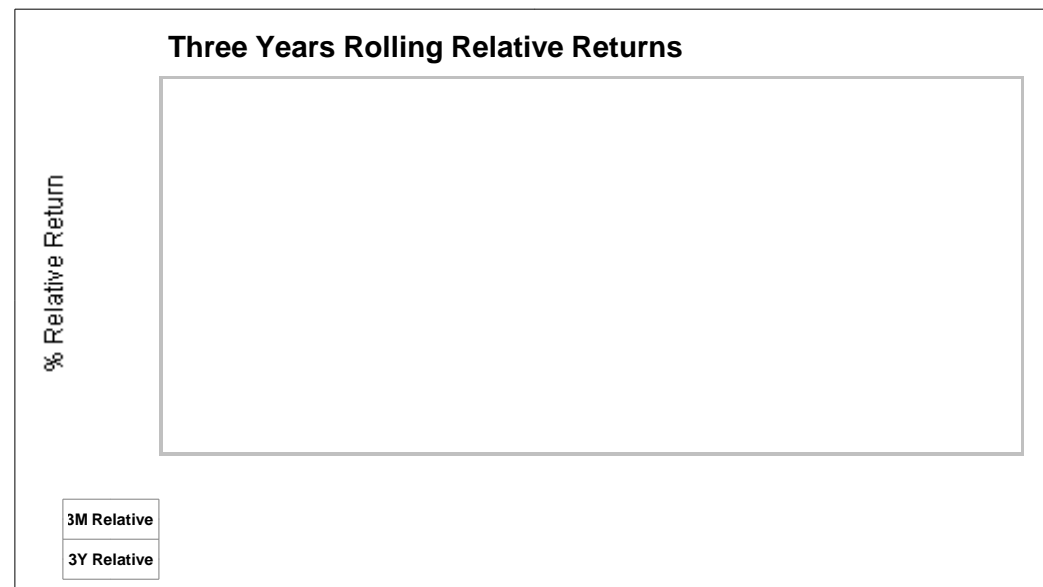 Three Years Rolling Relative Returns
% Relative Return
3M Relative
3Y Relative